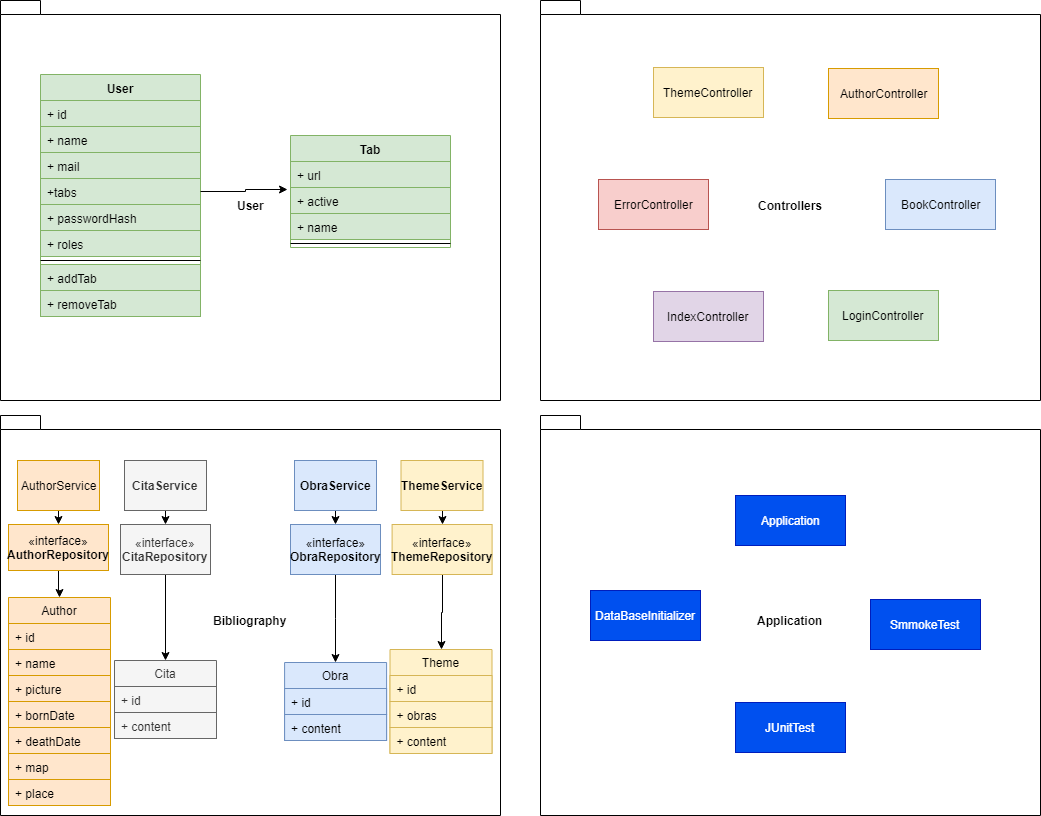 User
+ id
+ name
+ mail
+tabs
+ passwordHash
+ roles
+ addTab
+ removeTab
User
Tab
+ url
+ active
+ name
ThemeController
AuthorController
ErrorController
Controllers
BookController
IndexController
LoginController
AuthorService
CitaService
ObraService
ThemeService
«interface»
AuthorRepository
«interface»
CitaRepository
«interface»
ObraRepository
«interface»
ThemeRepository
Bibliography
Author
+ id
+ name
+ picture
+ bornDate
+ deathDate
+ map
+ place
Cita
+ id
+ content
Obra
+ id
+ content
Theme
+ id
+ obras
+ content
Application
DataBaseInitializer
Application
SmmokeTest
JUnitTest